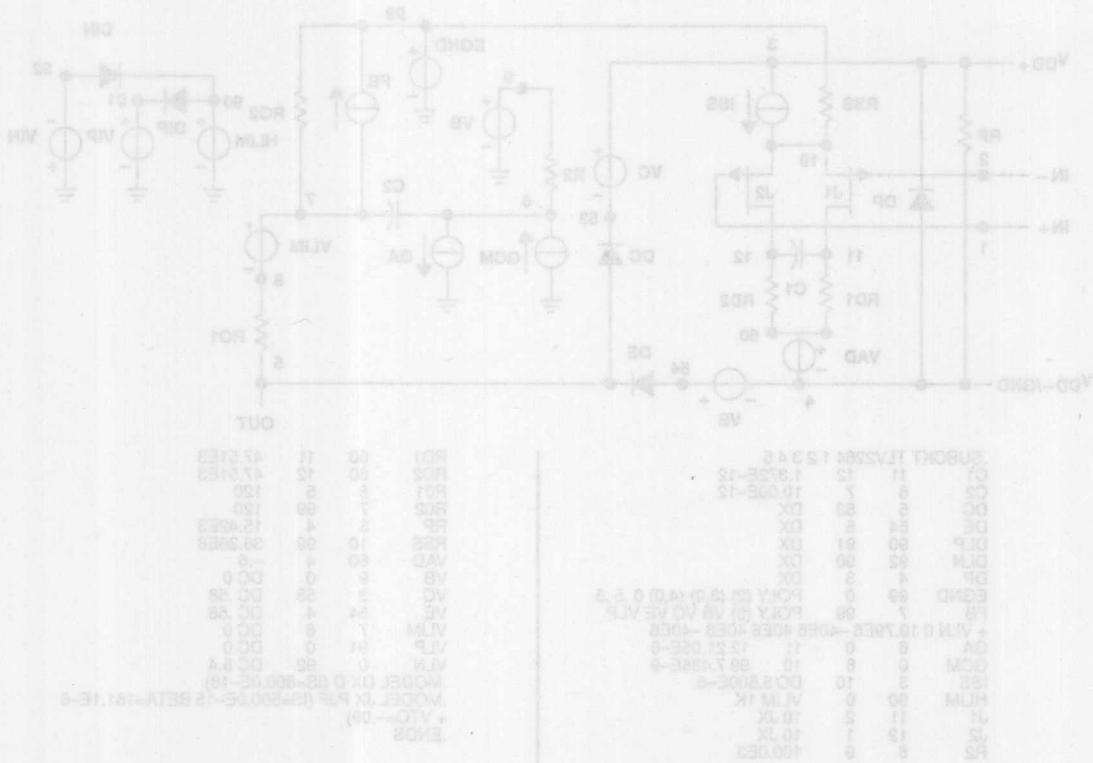 99
3
VDD+
EGND
FB
RO2
9
VB
ISS
RSS
RP
DIN
92
91
90
VIN
VIP
DIP
HLIM
10
2
IN–
IN+
1
J2
J1
DP
VC
R2
C2
7
6
53
VLIM
8
GA
GCM
DC
12
11
C1
RD2
RD1
60
RO1
5
DE
54
VE
VAD
4
VDD–/GND
OUT
.SUBCKT TLV2264 1 2 3 4 5
C1 11 12 1.372E–12
C2 6 7 10.00E–12
DC 5 53 DX
DE 54 5 DX
DLP 90 91 DX
DLN 92 90 DX
DP 4 3 DX
EGND 99 0 POLY (2) (3,0) (4,0) 0 .5 .5
FB 7 99 POLY (5) VB VC VE VLP
+ VLN 0 10.79E6 –40E6 40E6 40E6 –40E6
GA 6 0 11 12 21.05E–6
GCM 0 6 10 99
ISS 3 10 DC
HLIM 90 0 VLIM 1K
J1 11 2 10 JX
J2 12 1 10 JX
R2 6 9 100.0E3
RD1 60 11 47.51E3
RD2 60 12 47.51E3
RO1 8 5 120
RO2 7 99 120
RP 3 4 15.42E3
RSS 10 99
VAD 60 4 –.5
VB 9 0 DC 0
VC 3 53 DC .58
VE 54 4 DC .58
VLIM 7 8 DC 0
VLP 91 0 DC 0
VLN 0 92 DC 5.4
.MODEL DX D (IS=800.0E–18)
.MODEL JX PJF (IS=500.0E–15 BETA=161.1E–6
.ENDS